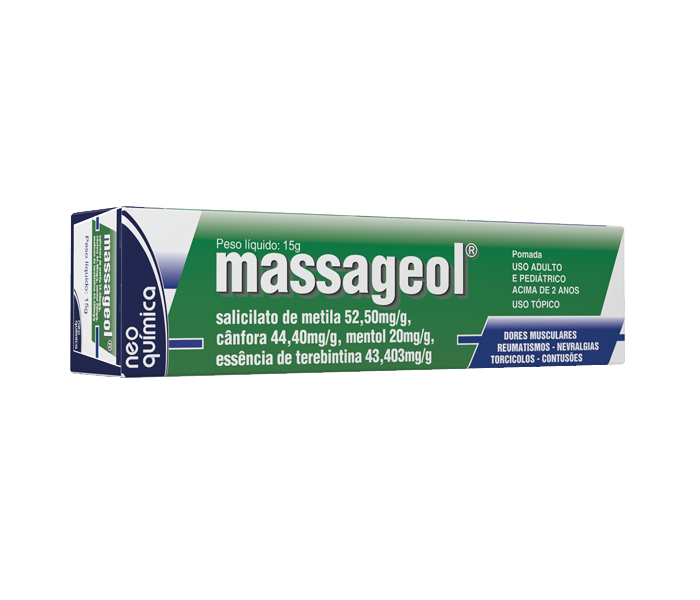 Peso líquido: 15g
massageol®
salicilato de metila 52,50mg/g,
cânfora 44,40mg/g, mentol 20mg/g,
essência de terebintina 43,403mg/g
Pomada
USO ADULTO
E PEDIÁTRICO
ACIMA DE 2 ANOS
USO TÓPICO
DORES MUSCULARES
REUMATISMOS - NEVRALGIAS
TORCICOLOS - CONTUSÕES
neo
química
Peso líquido: 15g
massageol®
neo
química